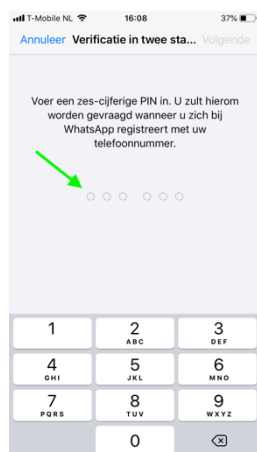 T-Mobile NL 16:08 37%
Annuleer Verificatie in twee sta... Volgende
Voer een zes-cijferige PIN in. U zult hierom
worden gevraagd wanneer u zich bij
WhatsApp registreert met uw
telefoonnummer.
1 2 3
ABC DEF
4 5 6
GHI JKL MNO
7 8 9
PQRS TUV WXYZ
0